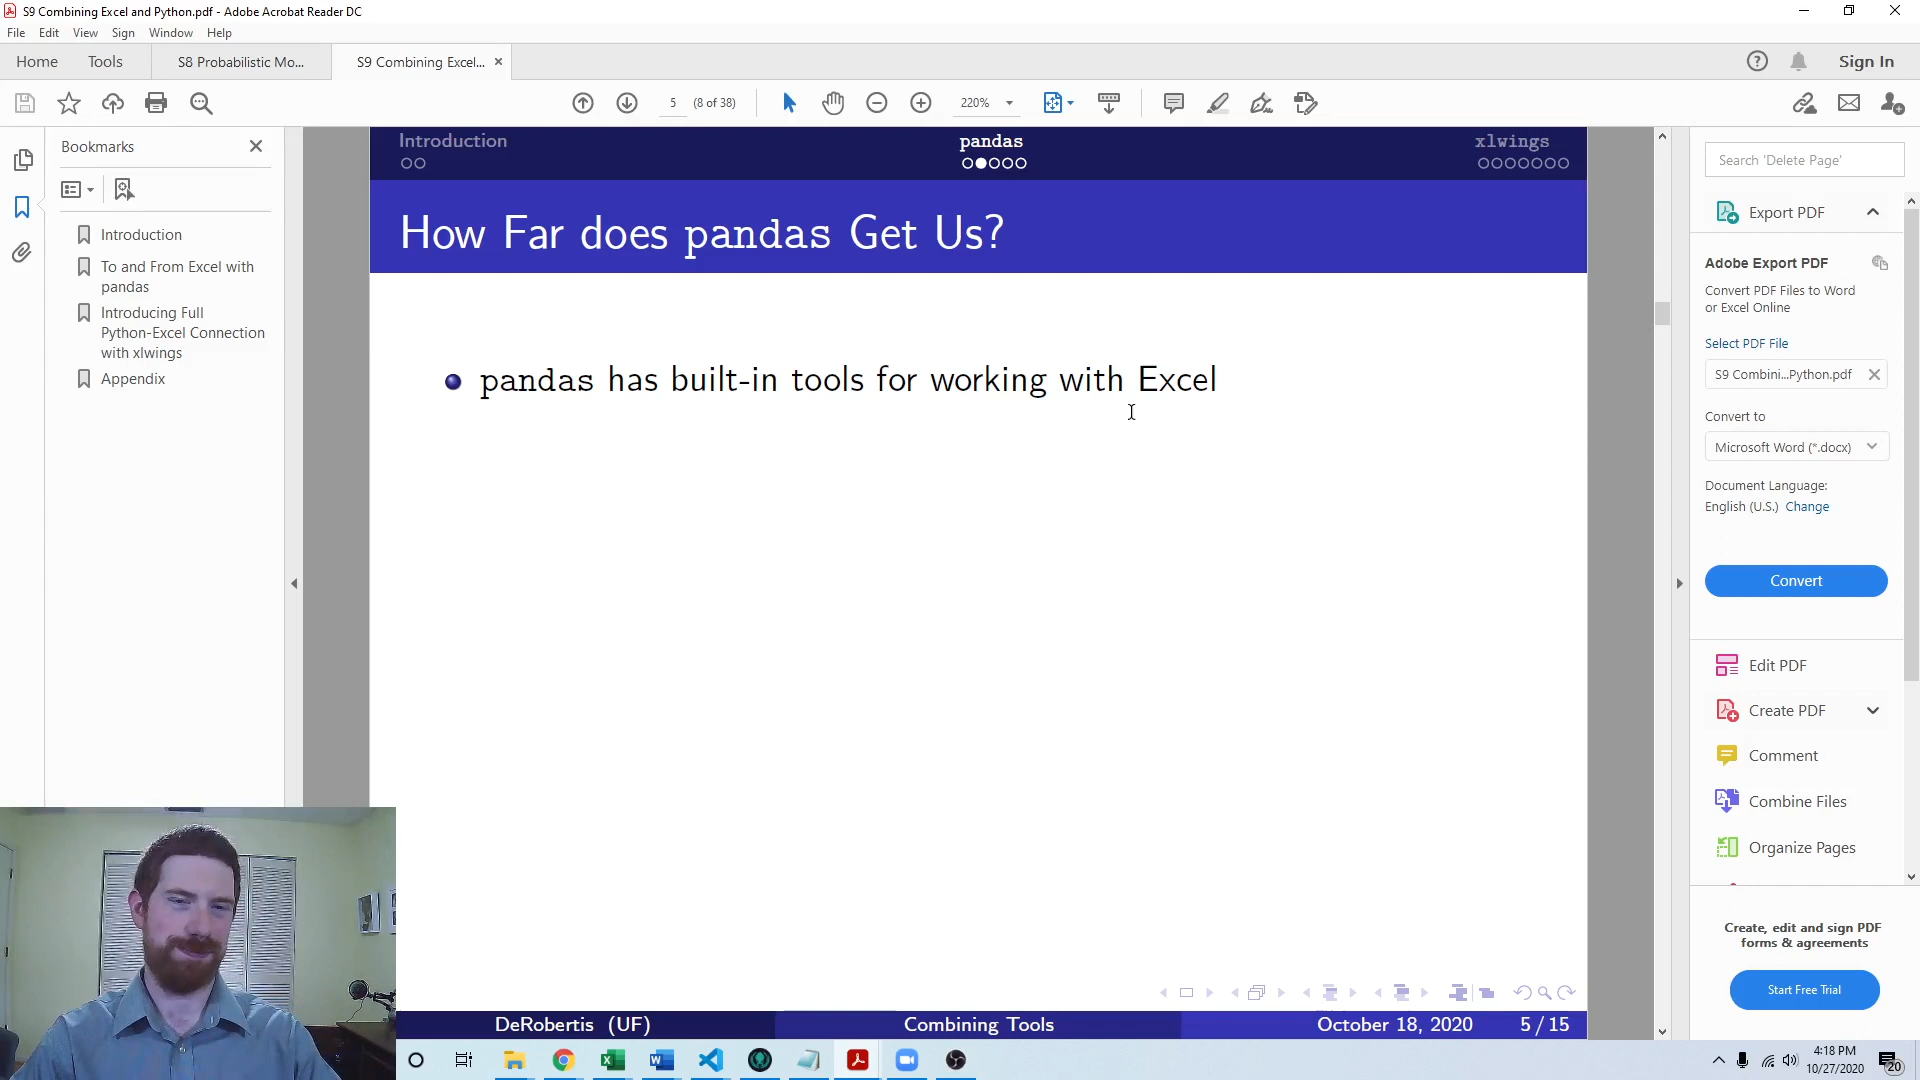 S9 Combining Excel and Python.pdf - Adobe Acrobat Reader DC
File Edit View Sign Window Help
Home Tools S8 Probabilistic Mo... S9 Combining Excel... Sign In
5 (8 of 38) 220%
Bookmarks
Introduction
To and From Excel with
pandas
Introducing Full
Python-Excel Connection
with xlwings
Appendix
Introduction pandas xlwings
How Far does pandas Get Us?
pandas has built-in tools for working with Excel
DeRobertis (UF) Combining Tools October 18, 2020 5 / 15
Search 'Delete Page'
Export PDF
Adobe Export PDF
Convert PDF Files to Word
or Excel Online
Select PDF File
S9 Combini...Python.pdf
Convert to
Microsoft Word (*.docx)
Document Language:
English (U.S.) Change
Convert
Edit PDF
Create PDF
Comment
Combine Files
Organize Pages
Create, edit and sign PDF
forms & agreements
Start Free Trial
4:18 PM
10/27/2020
20